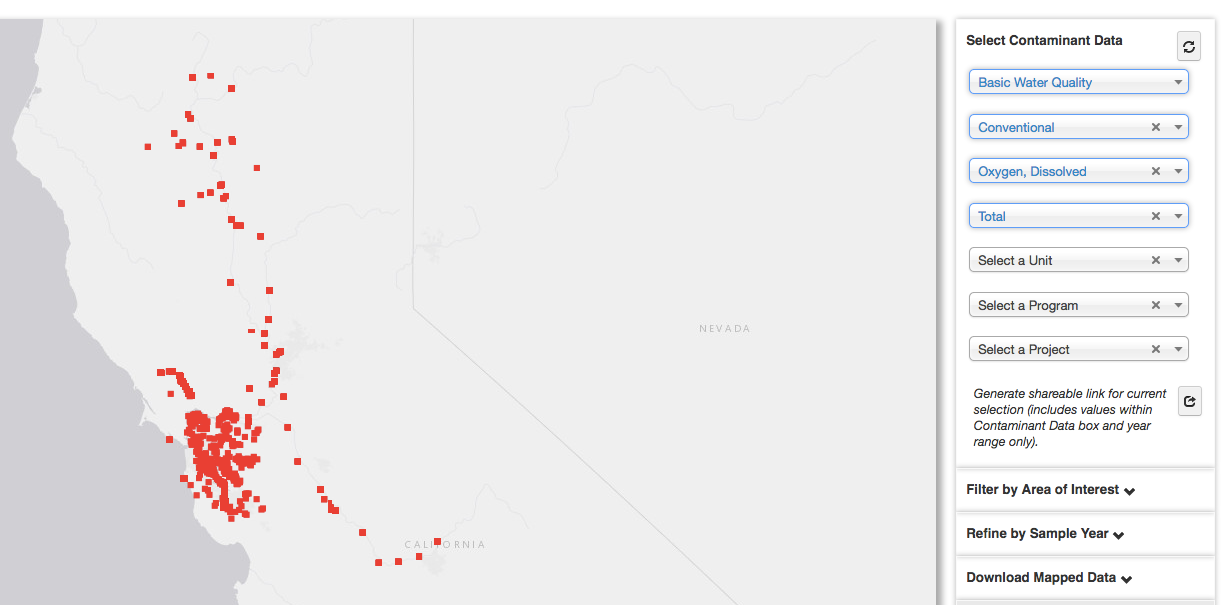 Select Contaminant Data
Basic Water Quality
Conventional
Oxygen, Dissolved
Total
Select a Unit
Select a Program
Select a Project
Generate shareable link for current
selection (includes values within
Contaminant Data box and year
range only).
Filter by Area of Interest
Refine by Sample Year
Download Mapped Data
NEVADA
CALIFORNIA